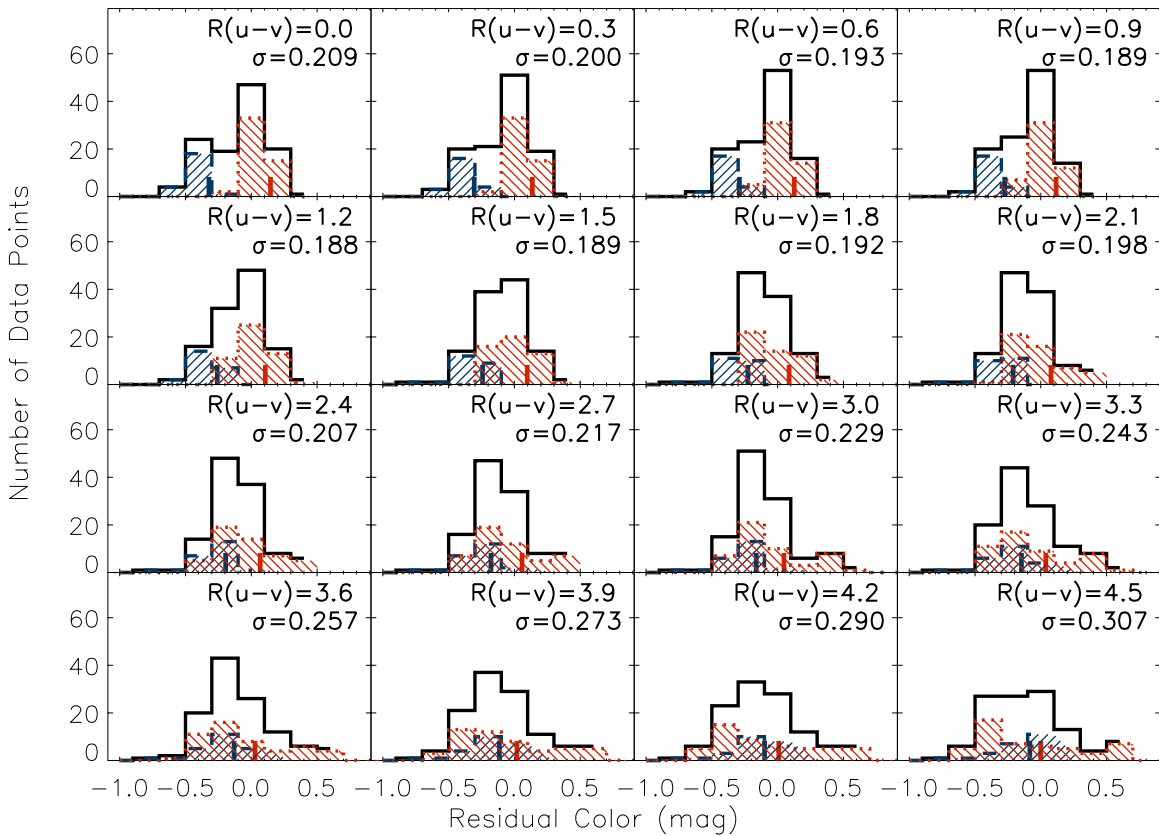 R(u−v)=0.0 R(u−v)=0.3 R(u−v)=0.6 R(u−v)=0.9
σ=0.209 σ=0.200 σ=0.193 σ=0.189
60
40
20
0
R(u−v)=1.2 R(u−v)=1.5 R(u−v)=1.8 R(u−v)=2.1
σ=0.188 σ=0.189 σ=0.192 σ=0.198
60
40
20
0
Number of Data Points
R(u−v)=2.4 R(u−v)=2.7 R(u−v)=3.0 R(u−v)=3.3
σ=0.207 σ=0.217 σ=0.229 σ=0.243
60
40
20
0
R(u−v)=3.6 R(u−v)=3.9 R(u−v)=4.2 R(u−v)=4.5
σ=0.257 σ=0.273 σ=0.290 σ=0.307
60
40
20
0
−1.0 −0.5 0.0 0.5 −1.0 −0.5 0.0 0.5 −1.0 −0.5 0.0 0.5 −1.0 −0.5 0.0 0.5
Residual Color (mag)